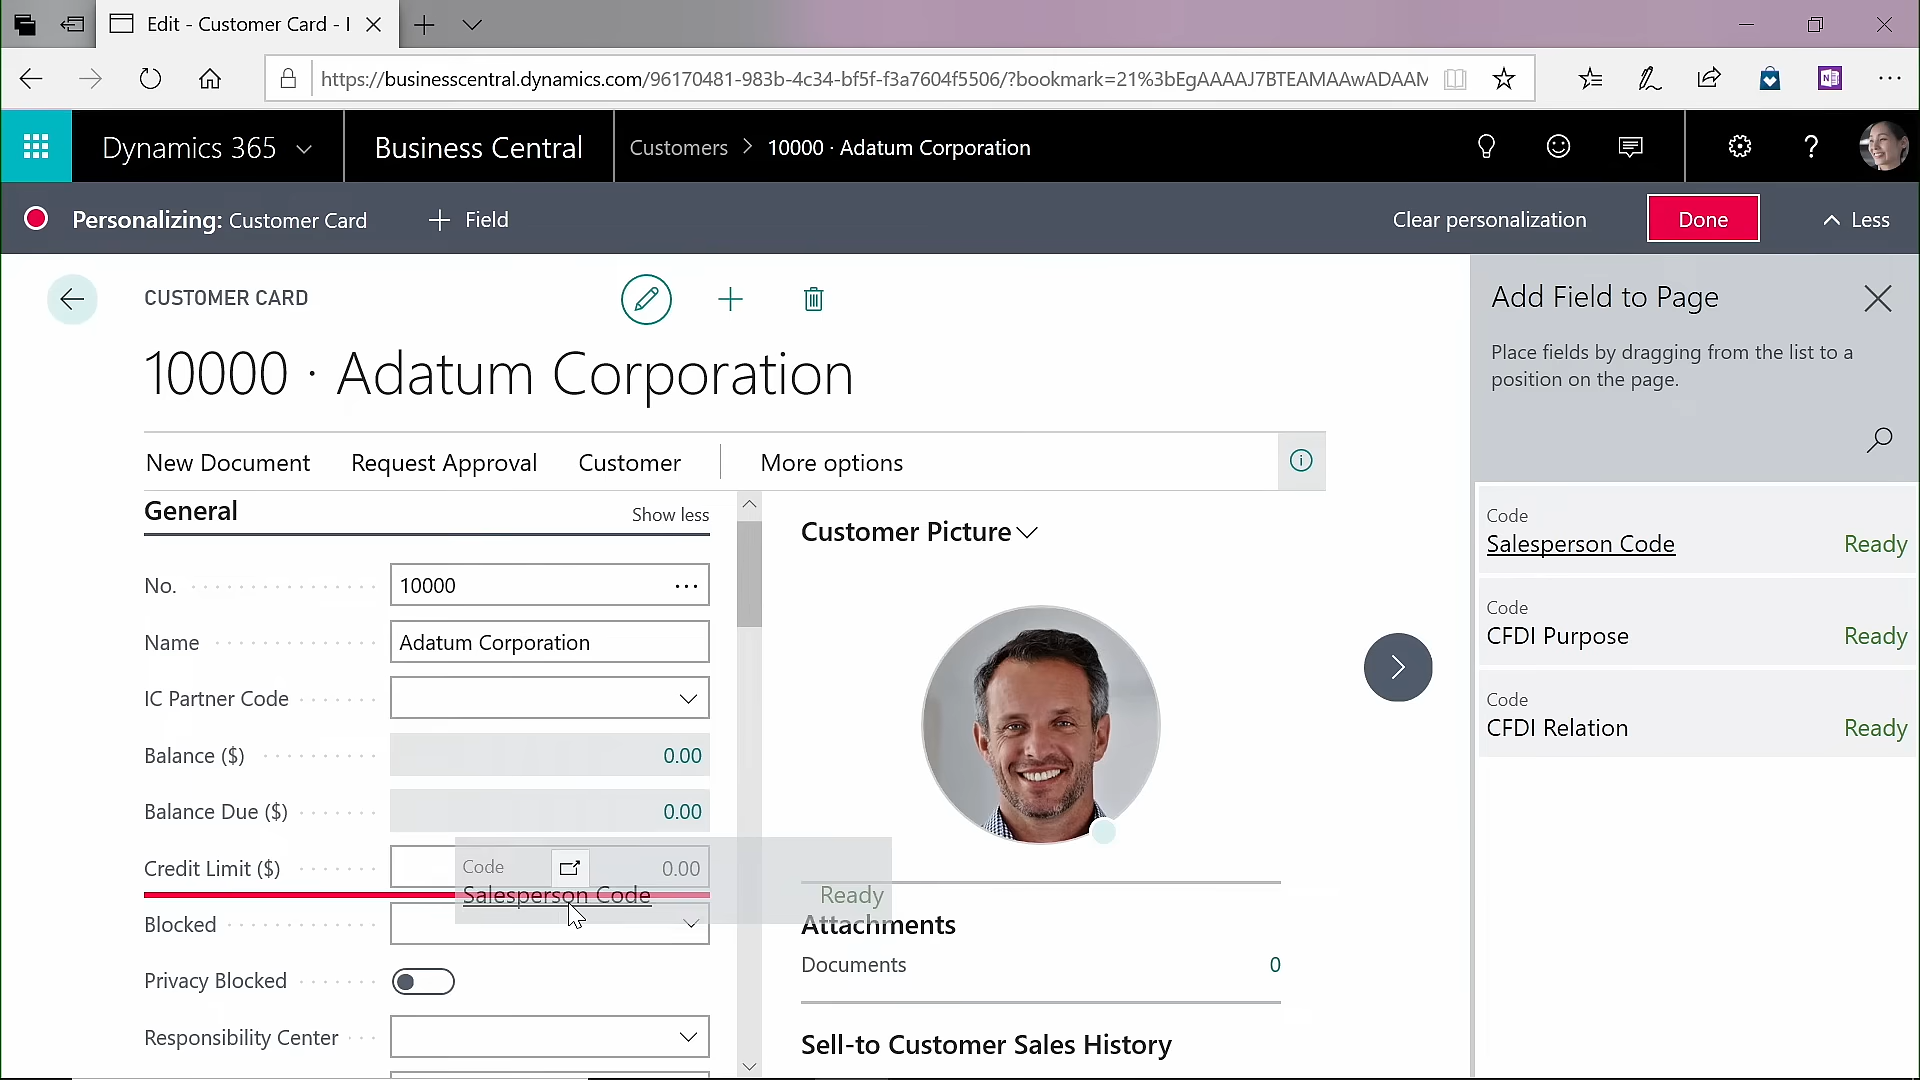 Edit - Customer Card - I
https://businesscentral.dynamics.com/96170481-983b-4c34-bf5f-f3a7604f5506/?bookmark=21%3bEgAAAAJ7BTEAMAAwADAAM
Dynamics 365
Business Central
Customers > 10000 · Adatum Corporation
Personalizing: Customer Card
+ Field
Clear personalization
Done
Less
CUSTOMER CARD
10000 · Adatum Corporation
New Document
Request Approval
Customer
More options
General
Show less
No.
10000
Name
Adatum Corporation
IC Partner Code
Balance ($)
0.00
Balance Due ($)
0.00
Credit Limit ($)
0.00
Code
Salesperson Code
Ready
Blocked
Privacy Blocked
Responsibility Center
Customer Picture
Attachments
Documents
0
Sell-to Customer Sales History
Add Field to Page
Place fields by dragging from the list to a
position on the page.
Code
Salesperson Code
Ready
Code
CFDI Purpose
Ready
Code
CFDI Relation
Ready